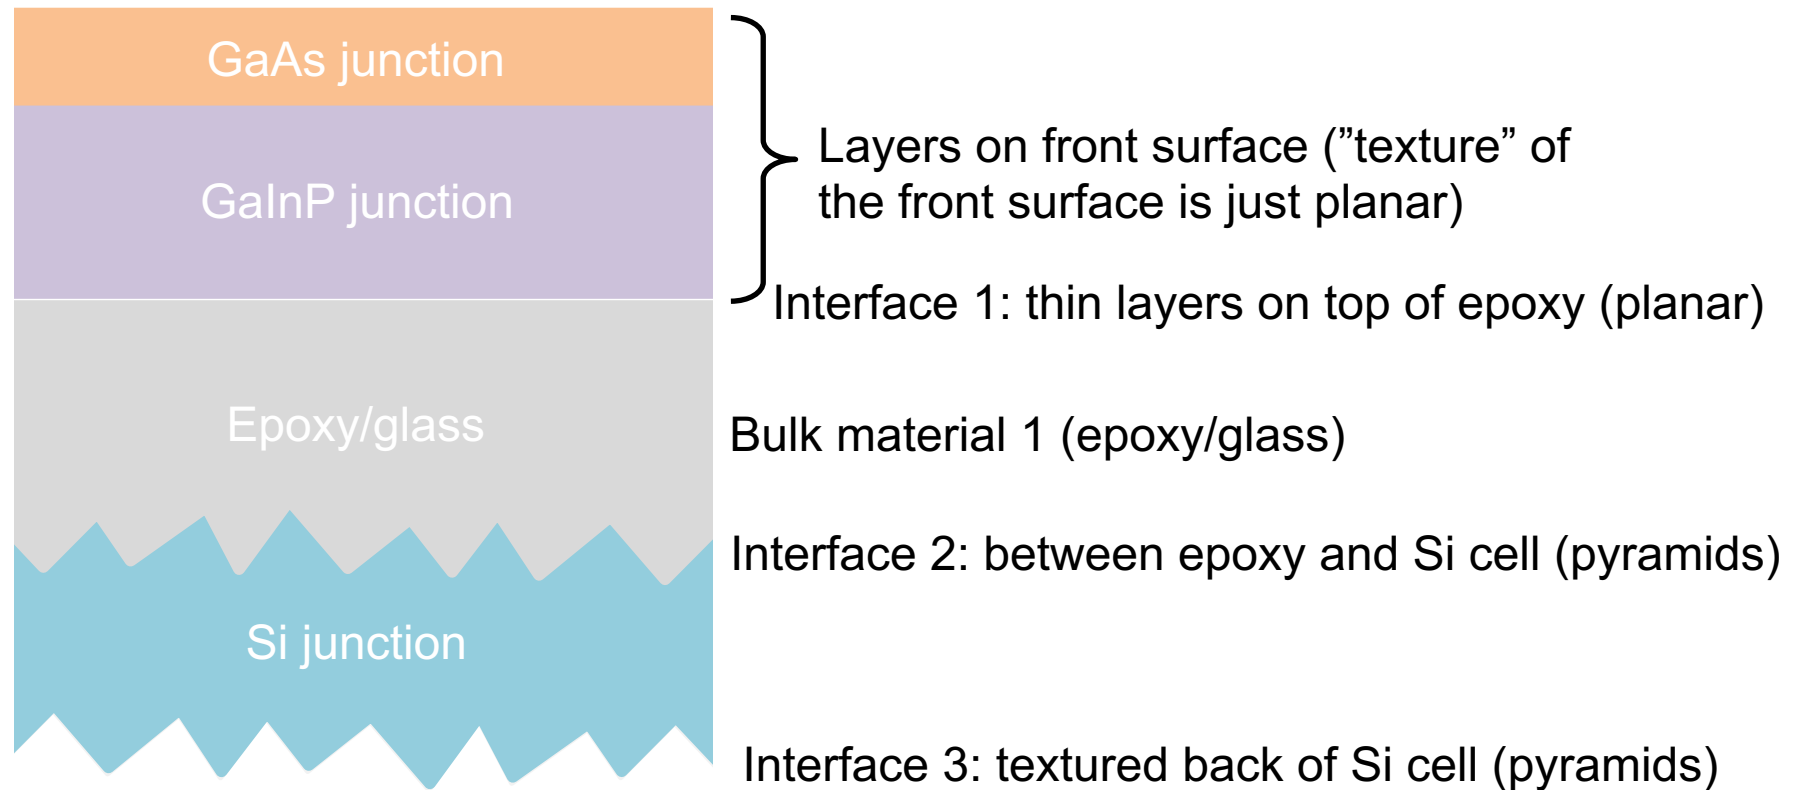 GaAs junction
GaInP junction
Layers on front surface (”texture” of
the front surface is just planar)
Interface 1: thin layers on top of epoxy (planar)
Epoxy/glass
Bulk material 1 (epoxy/glass)
Interface 2: between epoxy and Si cell (pyramids)
Si junction
Interface 3: textured back of Si cell (pyramids)